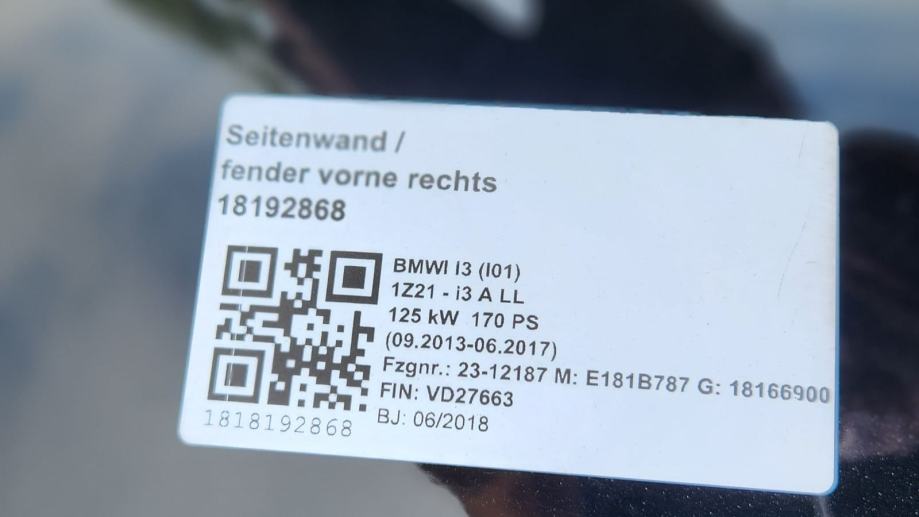 Seitenwand /
fender vorne rechts
18192868
BMWI I3 (I01)
1Z21 - i3 A LL
125 kW 170 PS
(09.2013-06.2017)
Fzgnr.: 23-12187 M: E181B787 G: 18166900
FIN: VD27663
BJ: 06/2018
1818192868